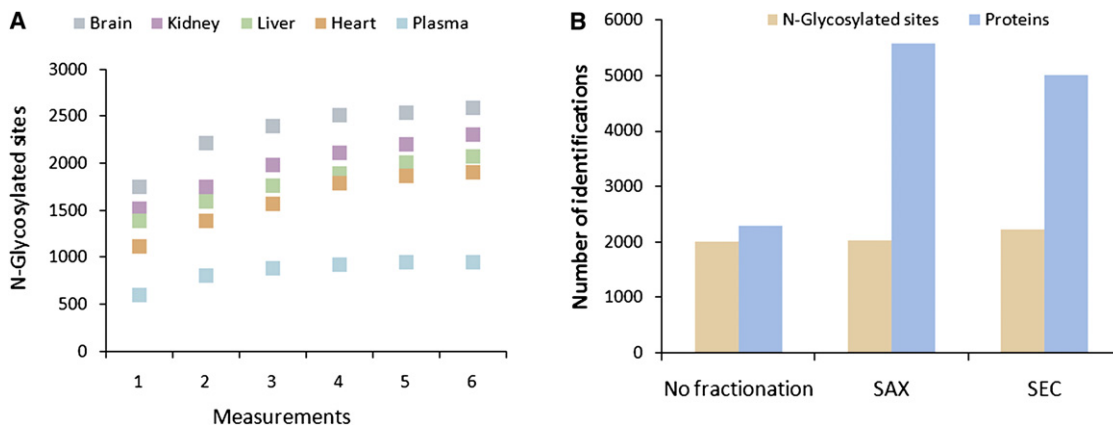 A
Brain Kidney Liver Heart Plasma
N-Glycosylated sites
3000
2500
2000
1500
1000
500
0
1 2 3 4 5 6
Measurements
B
N-Glycosylated sites Proteins
Number of identifications
6000
5000
4000
3000
2000
1000
0
No fractionation SAX SEC